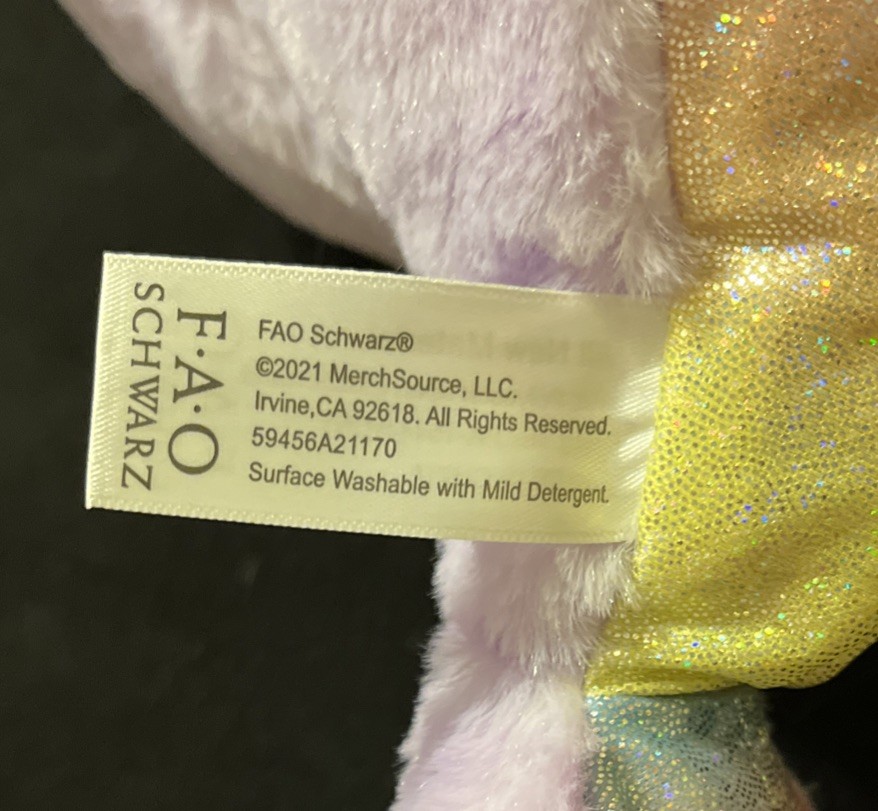 F·A·O
SCHWARZ
FAO Schwarz®
©2021 MerchSource, LLC.
Irvine,CA 92618. All Rights Reserved.
59456A21170
Surface Washable with Mild Detergent.